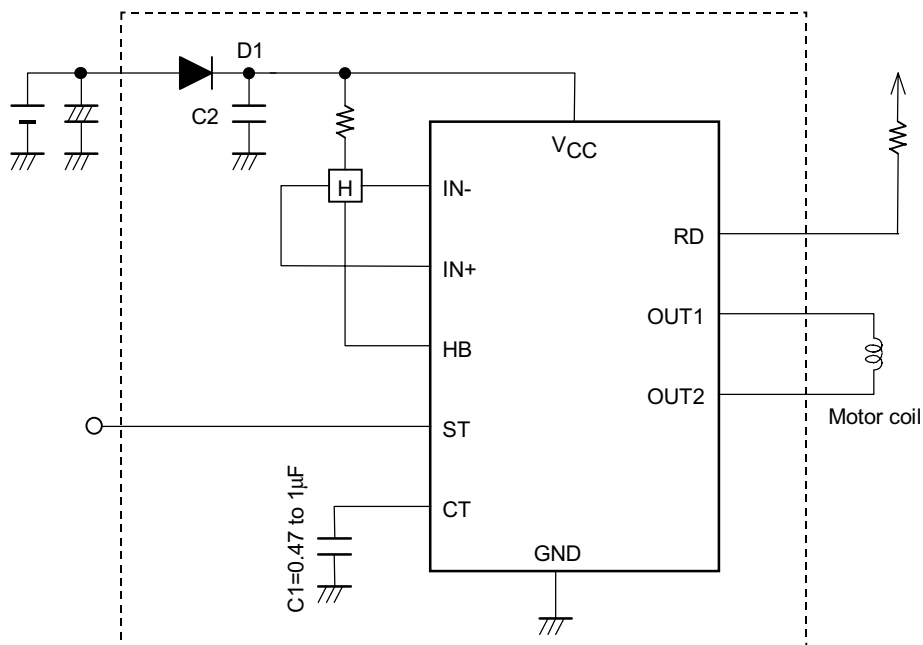 D1
C2
VCC
H
IN-
RD
IN+
OUT1
HB
OUT2
Motor coil
ST
CT
C1=0.47 to 1µF
GND